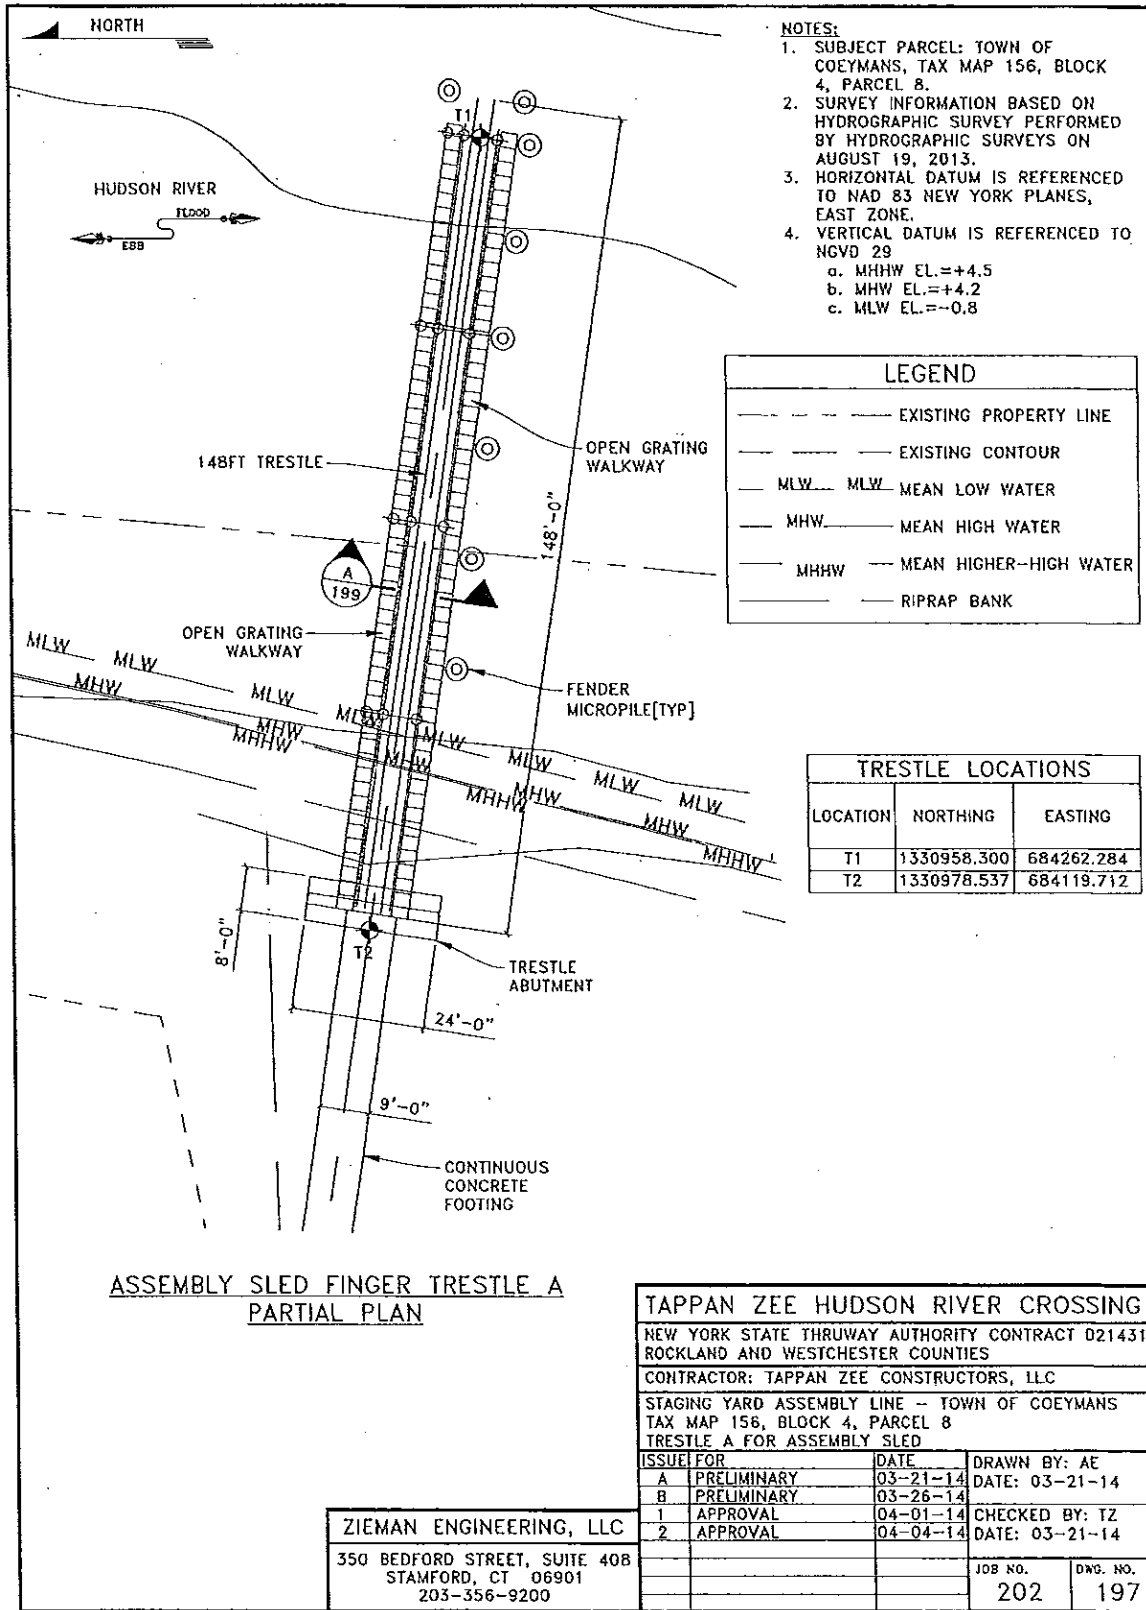 NORTH
NOTES:
1. SUBJECT PARCEL: TOWN OF
COEYMANS, TAX MAP 156, BLOCK
4, PARCEL 8.
2. SURVEY INFORMATION BASED ON
HYDROGRAPHIC SURVEY PERFORMED
BY HYDROGRAPHIC SURVEYS ON
AUGUST 19, 2013.
3. HORIZONTAL DATUM IS REFERENCED
TO NAD 83 NEW YORK PLANES,
EAST ZONE.
4. VERTICAL DATUM IS REFERENCED TO
NGVD 29
a. MHHW EL.=+4.5
b. MHW EL.=+4.2
c. MLW EL.=-0.8
T1
HUDSON RIVER
FLOOD
EBB
LEGEND
EXISTING PROPERTY LINE
EXISTING CONTOUR
MLW MLW MEAN LOW WATER
MHW MEAN HIGH WATER
MHHW MEAN HIGHER-HIGH WATER
RIPRAP BANK
OPEN GRATING
WALKWAY
148FT TRESTLE
148'-0"
A
199
OPEN GRATING
WALKWAY
FENDER
MICROPILE[TYP]
MLW MLW MLW MLW MLW MLW MLW MLW
MHW MHW MHW MHW MHW
MHHW MHHW MHHW
TRESTLE LOCATIONS
LOCATION NORTHING EASTING
T1 1330958.300 684262.284
T2 1330978.537 684119.712
8'-0"
T2
TRESTLE
ABUTMENT
24'-0"
9'-0"
CONTINUOUS
CONCRETE
FOOTING
ASSEMBLY SLED FINGER TRESTLE A
PARTIAL PLAN
TAPPAN ZEE HUDSON RIVER CROSSING
NEW YORK STATE THRUWAY AUTHORITY CONTRACT D21431
ROCKLAND AND WESTCHESTER COUNTIES
CONTRACTOR: TAPPAN ZEE CONSTRUCTORS, LLC
STAGING YARD ASSEMBLY LINE - TOWN OF COEYMANS
TAX MAP 156, BLOCK 4, PARCEL 8
TRESTLE A FOR ASSEMBLY SLED
ISSUE FOR DATE
A PRELIMINARY 03-21-14
B PRELIMINARY 03-26-14
1 APPROVAL 04-01-14
2 APPROVAL 04-04-14
DRAWN BY: AE
DATE: 03-21-14
CHECKED BY: TZ
DATE: 03-21-14
JOB NO.
202
DWG. NO.
197
ZIEMAN ENGINEERING, LLC
350 BEDFORD STREET, SUITE 408
STAMFORD, CT 06901
203-356-9200